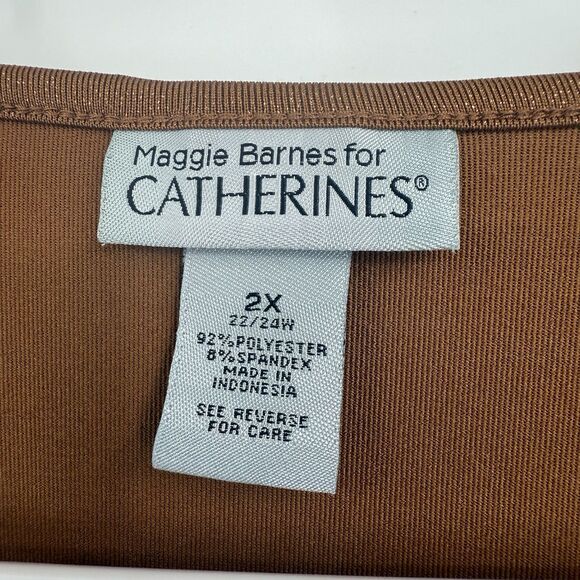 Maggie Barnes for
CATHERINES®
2X
22/24W
92% POLYESTER
8% SPANDEX
MADE IN
INDONESIA
SEE REVERSE
FOR CARE